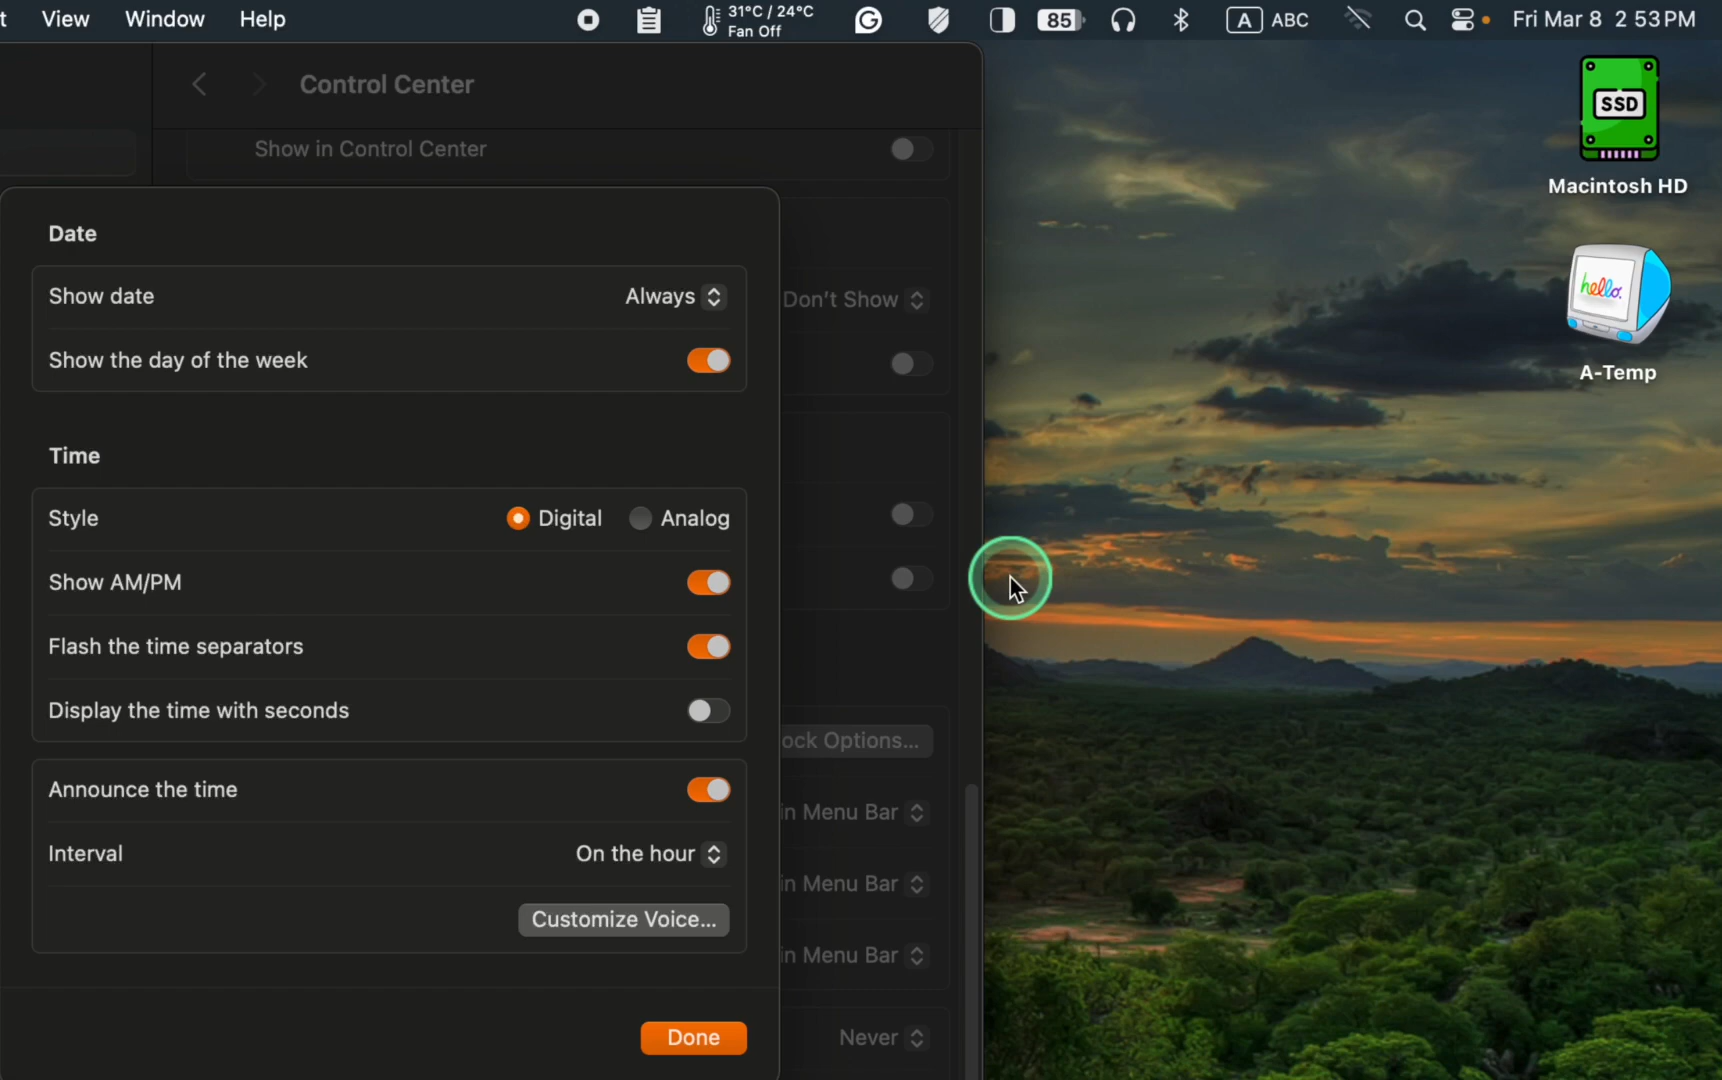 t View Window Help 31°C / 24°C 85 A ABC Fri Mar 8 2 53 PM
Fan Off
Control Center
Show in Control Center
SSD
Macintosh HD
Date
Show date Always
Don't Show
hello.
Show the day of the week
A-Temp
Time
Style Digital Analog
Show AM/PM
Flash the time separators
Display the time with seconds
ock Options...
Announce the time
in Menu Bar
Interval On the hour
in Menu Bar
Customize Voice...
in Menu Bar
Done
Never